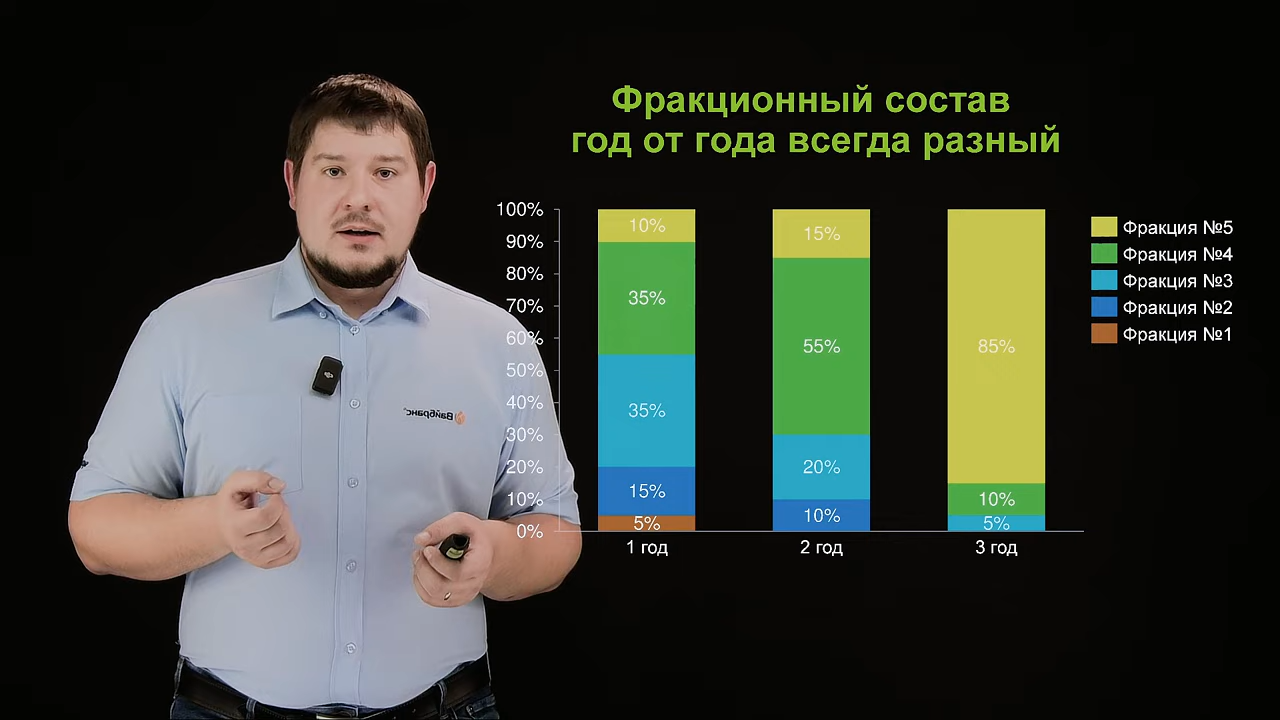 Фракционный состав
год от года всегда разный
100%
90%
80%
70%
60%
50%
40%
30%
20%
10%
0%
10%
35%
35%
15%
5%
15%
55%
20%
10%
85%
10%
5%
1 год
2 год
3 год
Фракция №5
Фракция №4
Фракция №3
Фракция №2
Фракция №1
Вайбранс